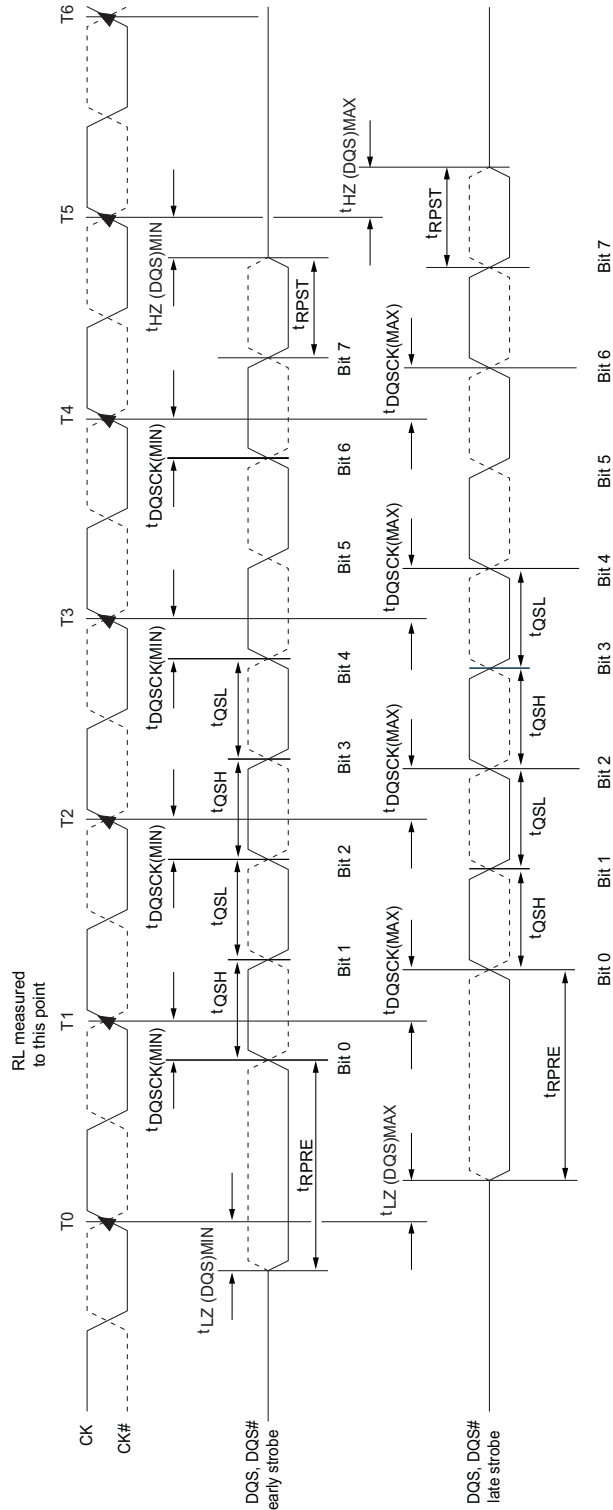 RL measured
to this point
T0 T1 T2 T3 T4 T5 T6
CK
CK#
tDQSCK(MIN) tDQSCK(MIN) tDQSCK(MIN) tDQSCK(MIN) tHZ (DQS)MIN
tLZ (DQS)MIN
tQSH tQSL tQSH tQSL
DQS, DQS#
early strobe
tRPRE tRPST
Bit 0 Bit 1 Bit 2 Bit 3 Bit 4 Bit 5 Bit 6 Bit 7
tLZ (DQS)MAX tDQSCK(MAX) tDQSCK(MAX) tDQSCK(MAX) tDQSCK(MAX) tHZ (DQS)MAX
tRPST
DQS, DQS#
late strobe
tQSH tQSL tQSH tQSL
tRPRE
Bit 0 Bit 1 Bit 2 Bit 3 Bit 4 Bit 5 Bit 6 Bit 7